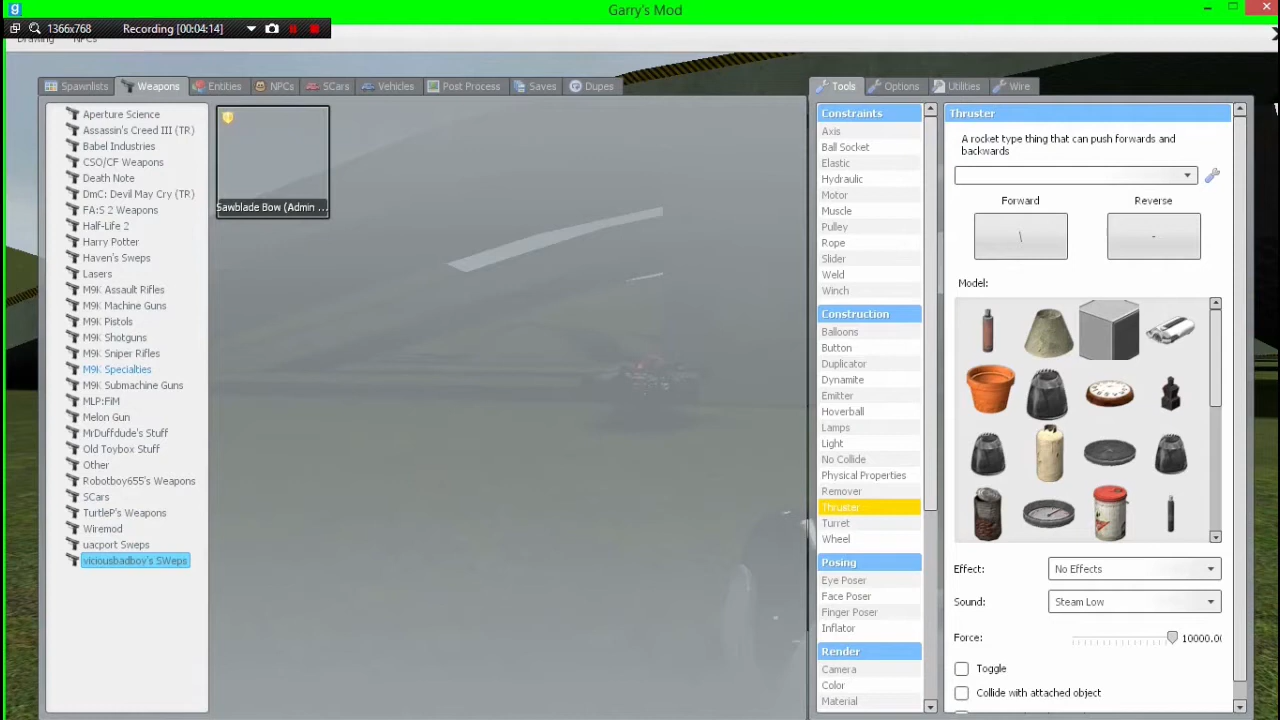 Garry's Mod
1366x768
Recording [00:04:14]
Drawing NPCs
Spawnlists
Weapons
Entities
NPCs
SCars
Vehicles
Post Process
Saves
Dupes
Aperture Science
Assassin's Creed III (TR)
Babel Industries
CSO/CF Weapons
Death Note
DmC: Devil May Cry (TR)
FA:S 2 Weapons
Half-Life 2
Harry Potter
Haven's Sweps
Lasers
M9K Assault Rifles
M9K Machine Guns
M9K Pistols
M9K Shotguns
M9K Sniper Rifles
M9K Specialties
M9K Submachine Guns
MLP:FiM
Melon Gun
MrDuffdude's Stuff
Old Toybox Stuff
Other
Robotboy655's Weapons
SCars
TurtleP's Weapons
Wiremod
uacport Sweps
viciousbadboy's SWeps
Sawblade Bow (Admin ...
Tools
Options
Utilities
Wire
Constraints
Axis
Ball Socket
Elastic
Hydraulic
Motor
Muscle
Pulley
Rope
Slider
Weld
Winch
Construction
Balloons
Button
Duplicator
Dynamite
Emitter
Hoverball
Lamps
Light
No Collide
Physical Properties
Remover
Thruster
Turret
Wheel
Posing
Eye Poser
Face Poser
Finger Poser
Inflator
Render
Camera
Color
Material
Thruster
A rocket type thing that can push forwards and
backwards
Forward
Reverse
\
-
Model:
Effect:
No Effects
Sound:
Steam Low
Force:
10000.0(
Toggle
Collide with attached object